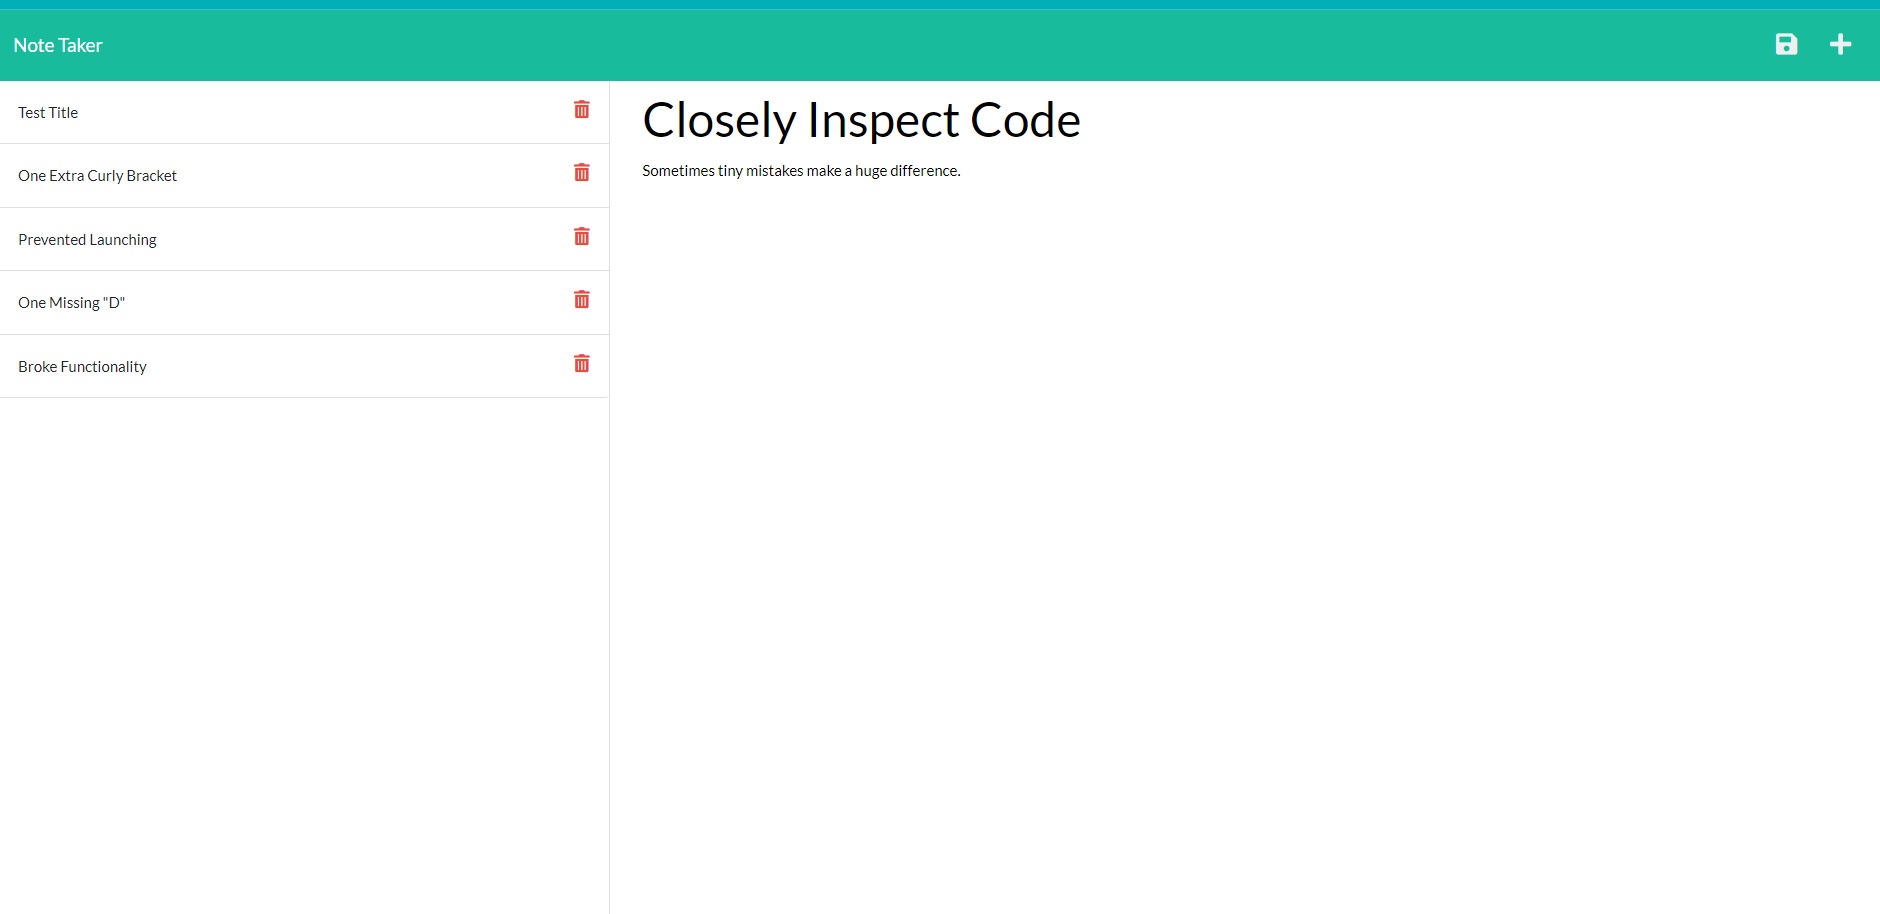 Note Taker
Test Title
One Extra Curly Bracket
Prevented Launching
One Missing "D"
Broke Functionality
Closely Inspect Code
Sometimes tiny mistakes make a huge difference.